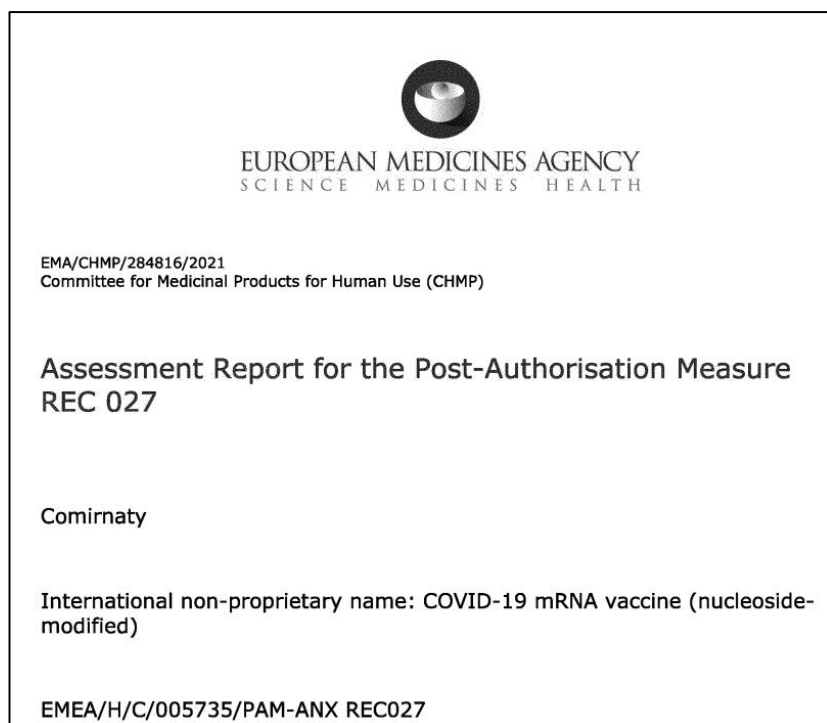 EUROPEAN MEDICINES AGENCY
SCIENCE MEDICINES HEALTH
EMA/CHMP/284816/2021
Committee for Medicinal Products for Human Use (CHMP)
Assessment Report for the Post-Authorisation Measure
REC 027
Comirnaty
International non-proprietary name: COVID-19 mRNA vaccine (nucleoside-
modified)
EMEA/H/C/005735/PAM-ANX REC027